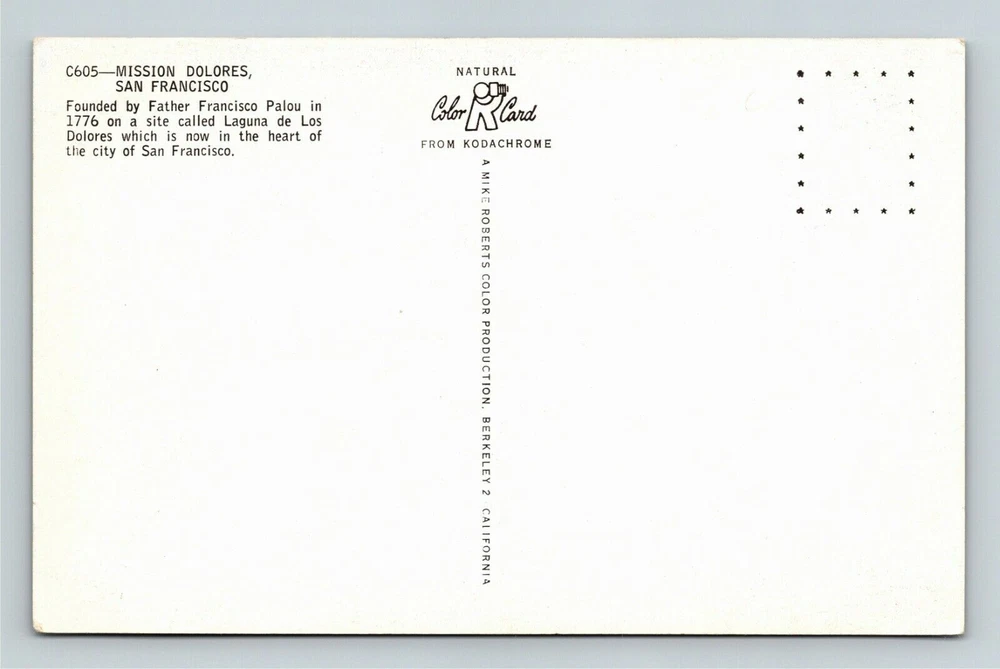 C605—MISSION DOLORES,
SAN FRANCISCO
Founded by Father Francisco Palou in
1776 on a site called Laguna de Los
Dolores which is now in the heart of
the city of San Francisco.
NATURAL
Color Card
FROM KODACHROME
A MIKE ROBERTS COLOR PRODUCTION, BERKELEY 2 CALIFORNIA